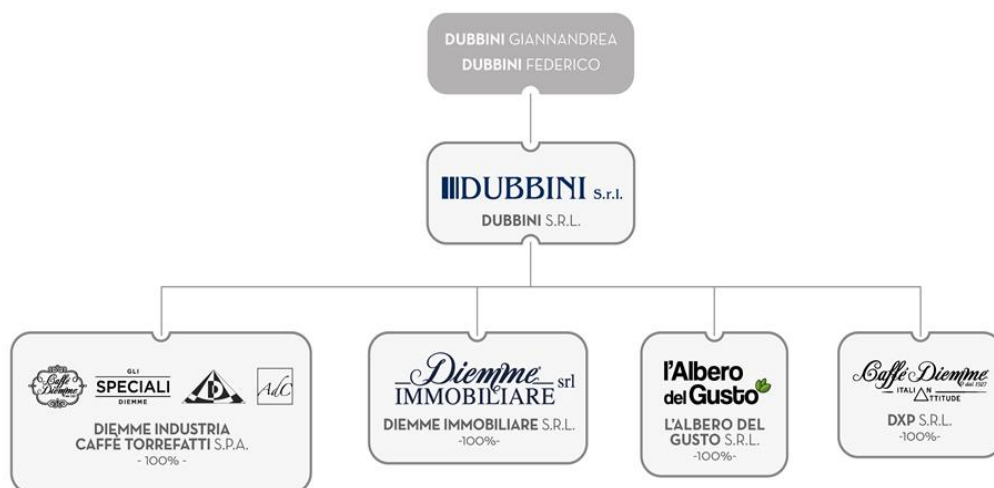 DUBBINI GIANNANDREA
DUBBINI FEDERICO
DUBBINI S.r.l.
DUBBINI S.R.L.
Caffè
Diemme
GLI
SPECIALI
DIEMME
D
AdC
DIEMME INDUSTRIA
CAFFÈ TORREFATTI S.P.A.
- 100% -
Diemme srl
IMMOBILIARE
DIEMME IMMOBILIARE S.R.L.
-100%-
l'Albero
del Gusto
L'ALBERO DEL
GUSTO S.R.L.
-100%-
Caffè Diemme
dal 1927
ITALIAN
ATTITUDE
DXP S.R.L.
-100%-